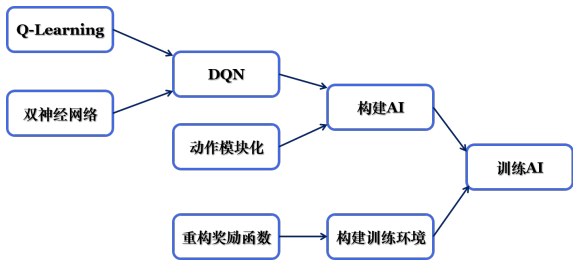 Q-Learning
双神经网络
DQN
动作模块化
重构奖励函数
构建AI
构建训练环境
训练AI